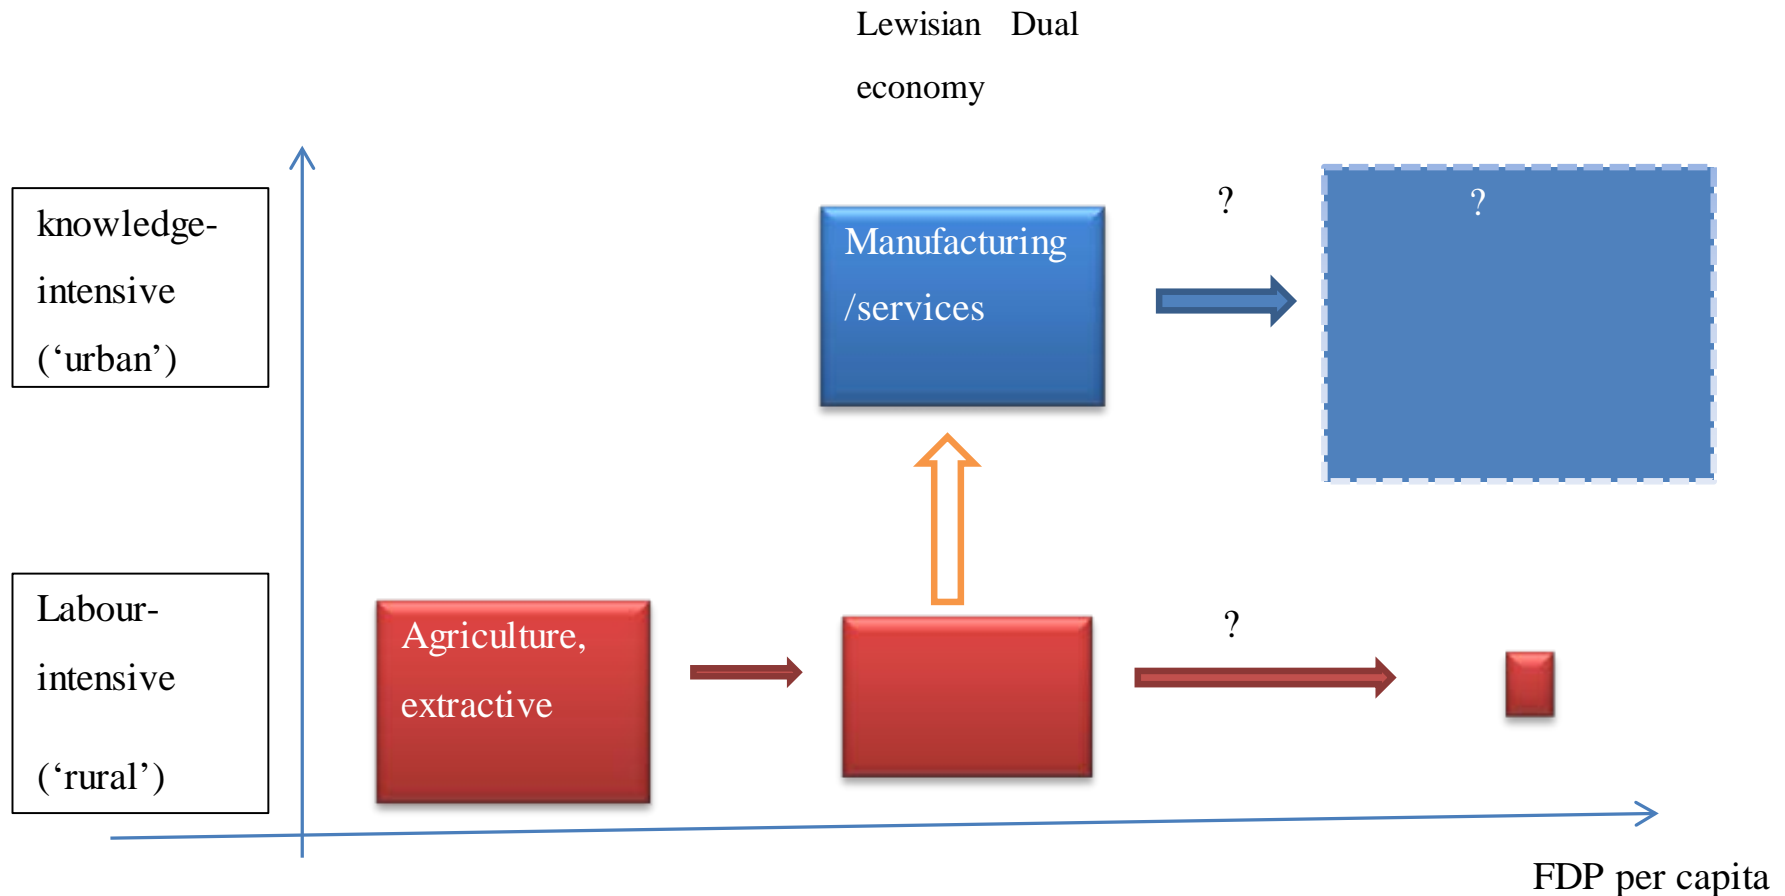 Lewisian Dual
economy
knowledge-
intensive
(‘urban’)
Manufacturing
/services
?
?
Labour-
intensive
(‘rural’)
Agriculture,
extractive
?
FDP per capita